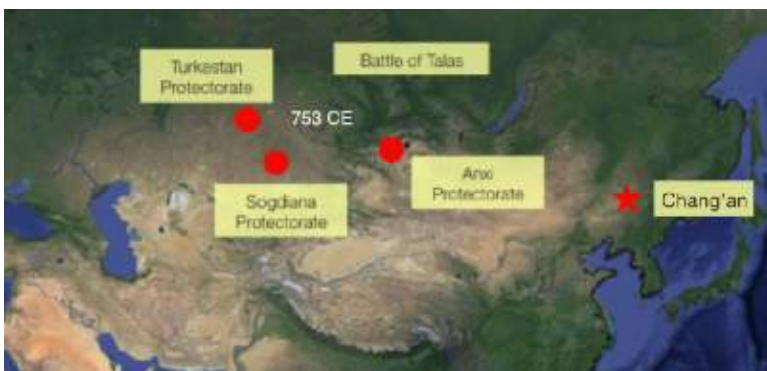 Battle of Talas
Turkestan
Protectorate
753 CE
Anxi
Protectorate
Sogdiana
Protectorate
Chang'an